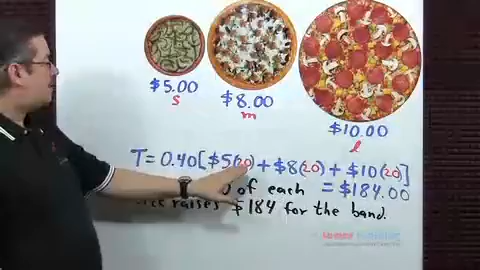 $5.00
s
$8.00
m
$10.00
l
T=0.40[$5(20)+$8(20)+$10(20)]
of each =$184.00
raises $184 for the band.